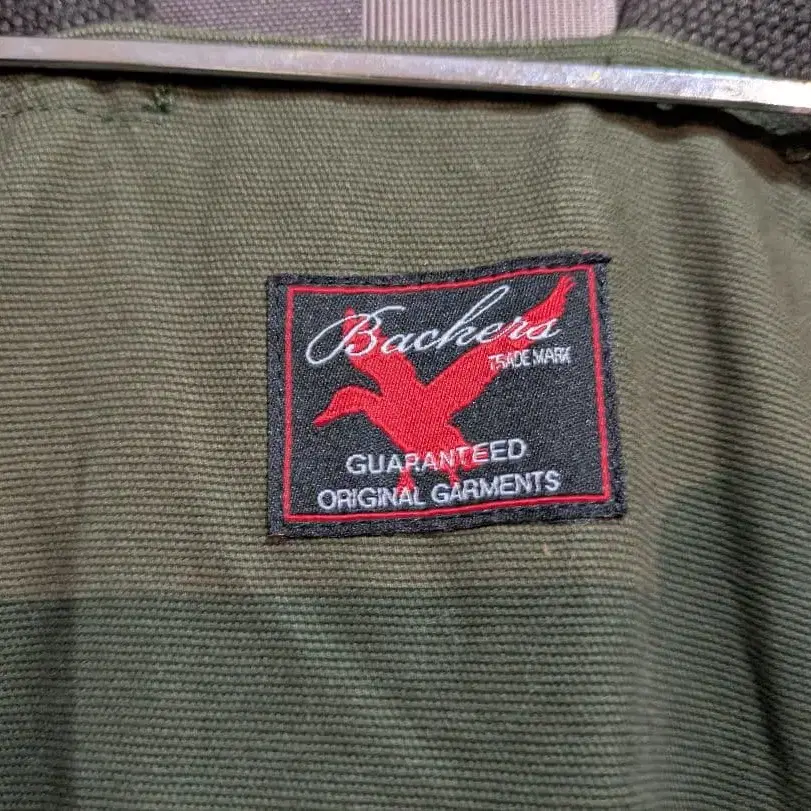 Backers
TRADE MARK
GUARANTEED
ORIGINAL GARMENTS